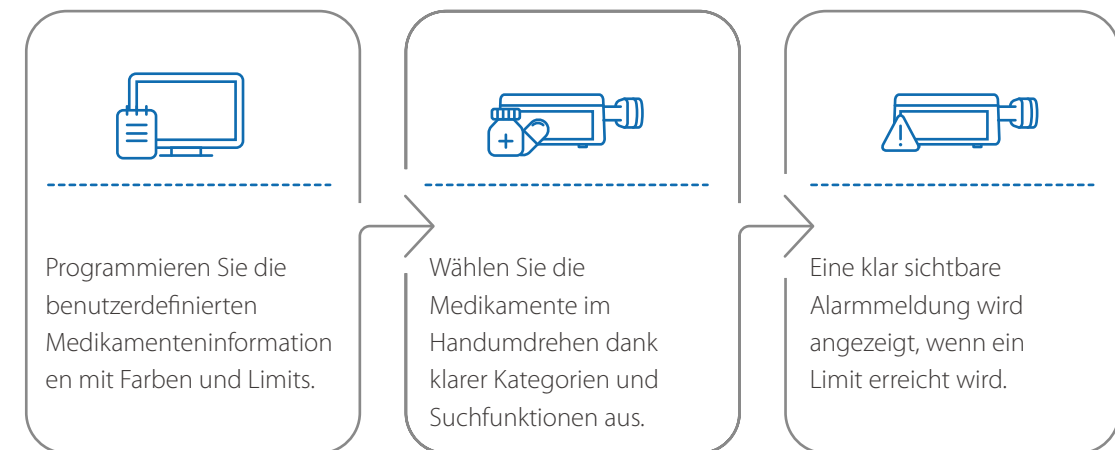 Programmieren Sie die
benutzerdefinierten
Medikamenteninformation
en mit Farben und Limits.
Wählen Sie die
Medikamente im
Handumdrehen dank
klarer Kategorien und
Suchfunktionen aus.
Eine klar sichtbare
Alarmmeldung wird
angezeigt, wenn ein
Limit erreicht wird.